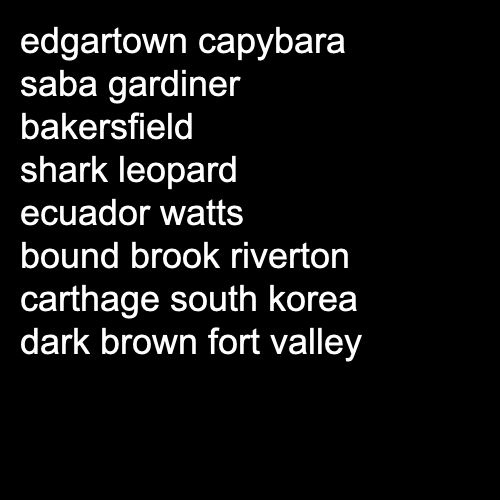 edgartown capybara
saba gardiner
bakersfield
shark leopard
ecuador watts
bound brook riverton
carthage south korea
dark brown fort valley